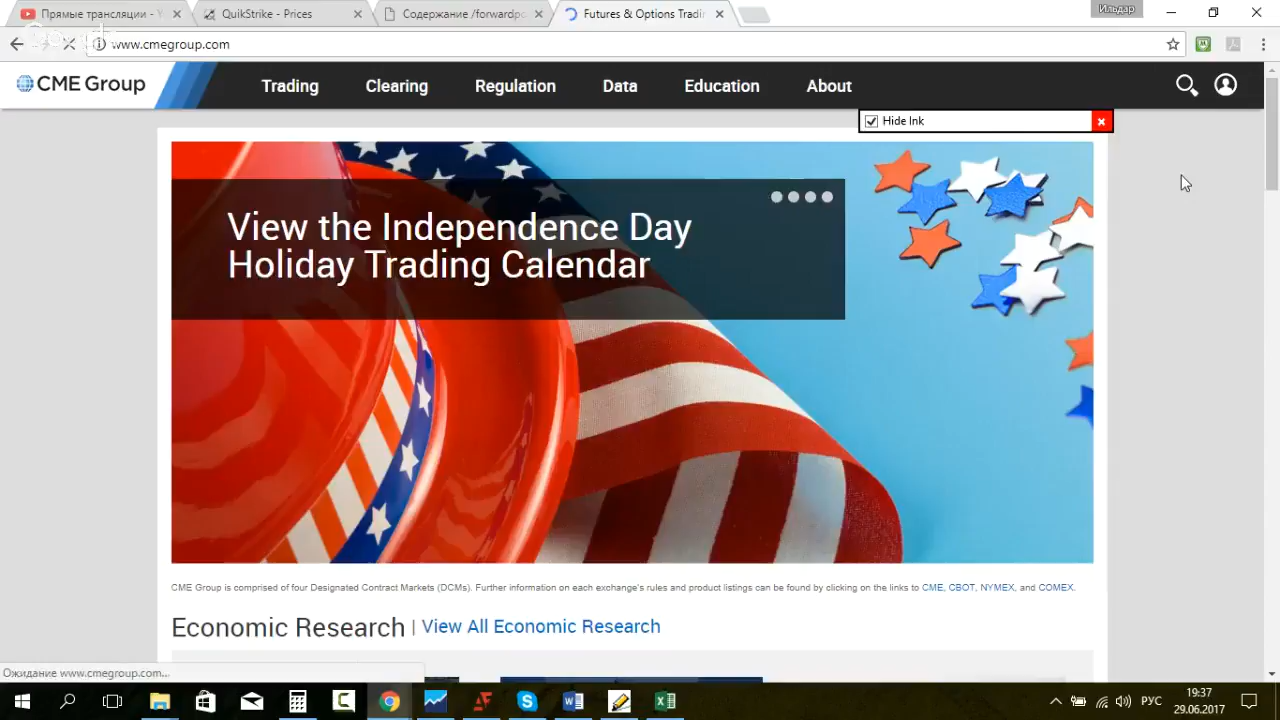 Прямые трансляции - Y
QuikStrike - Prices
Содержание /forwardpo
Futures & Options Tradin
Ильдар
www.cmegroup.com
CME Group
Trading
Clearing
Regulation
Data
Education
About
Hide Ink
View the Independence Day
Holiday Trading Calendar
CME Group is comprised of four Designated Contract Markets (DCMs). Further information on each exchange's rules and product listings can be found by clicking on the links to CME, CBOT, NYMEX, and COMEX.
Economic Research | View All Economic Research
Ожидание www.cmegroup.com...
РУС
19:37
29.06.2017